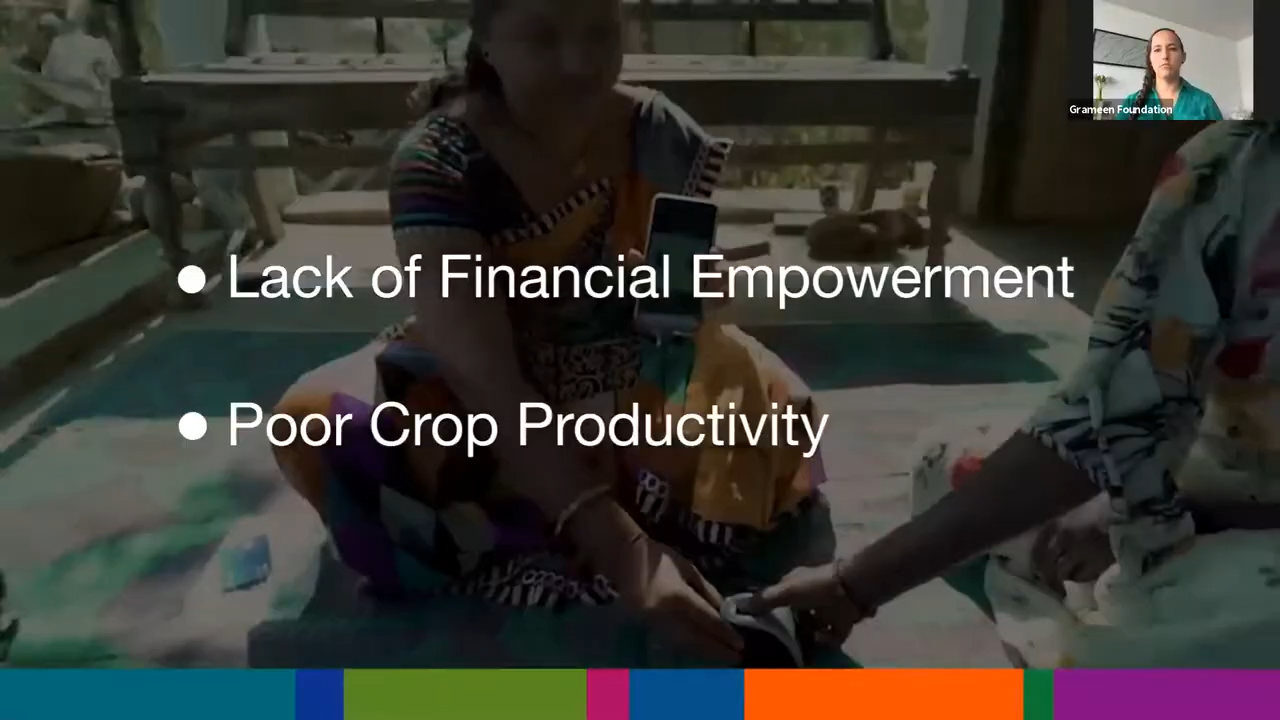 Grameen Foundation
● Lack of Financial Empowerment
● Poor Crop Productivity